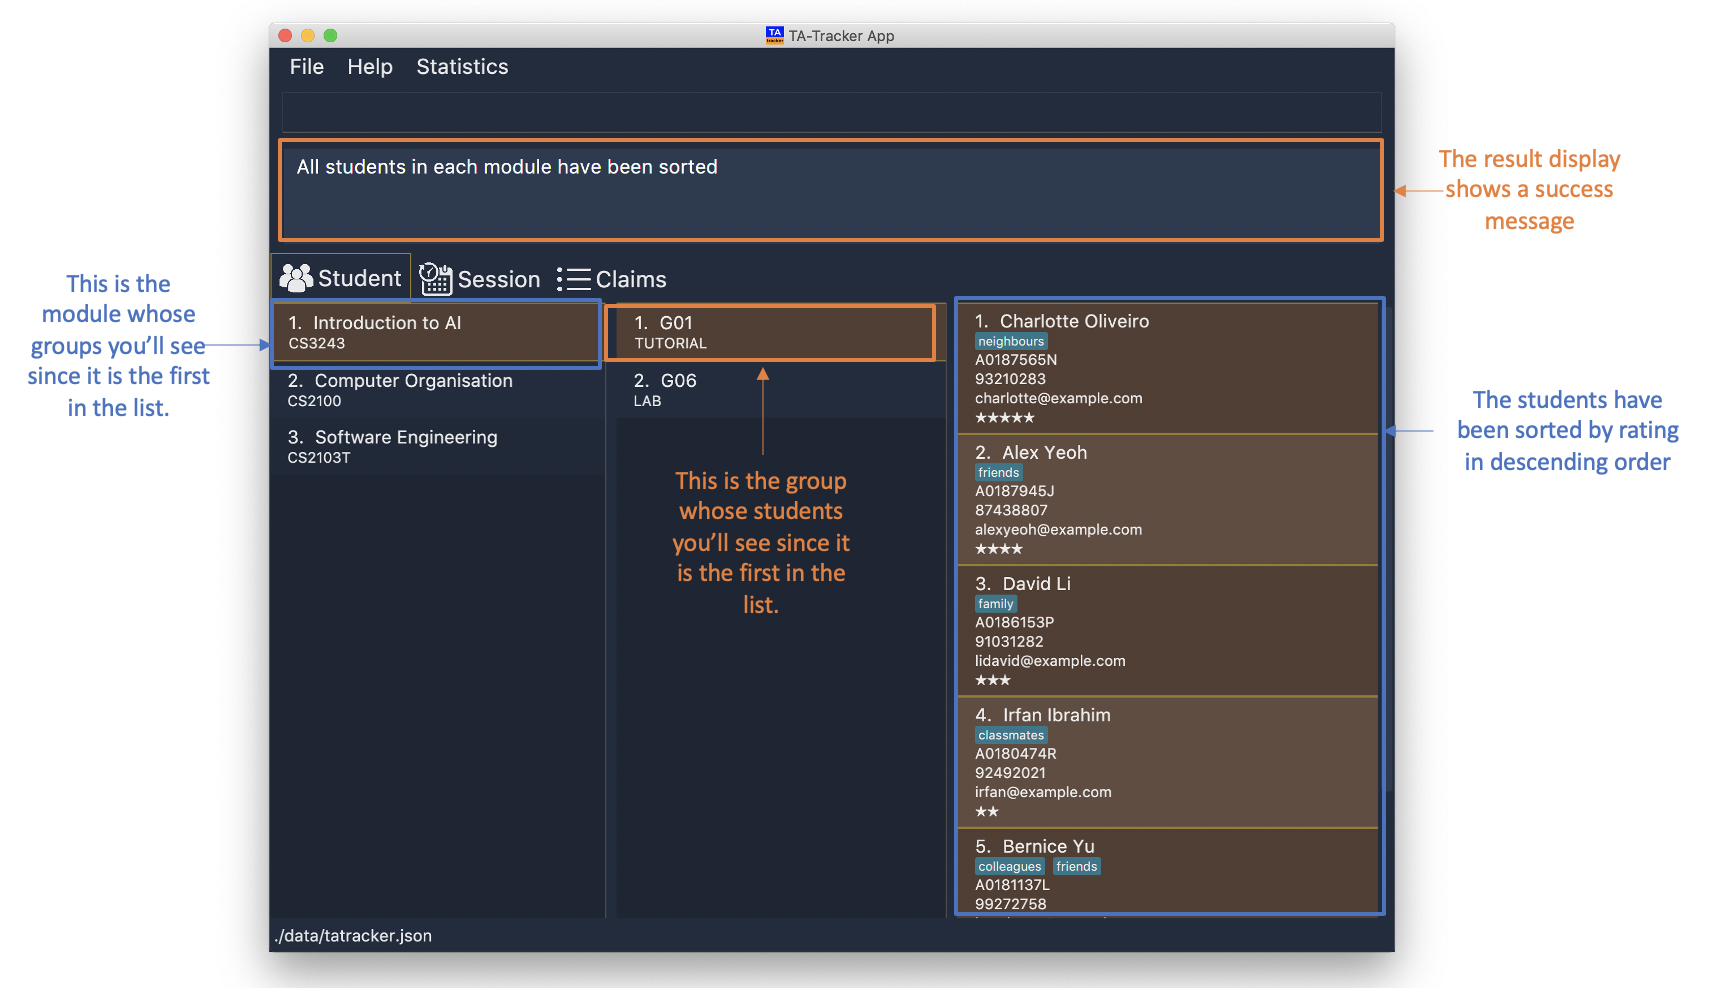 TA
tracker
TA-Tracker App
File Help Statistics
All students in each module have been sorted
The result display
shows a success
message
Student Session Claims
This is the
module whose
groups you'll see
since it is the first
in the list.
1. Introduction to AI
CS3243
2. Computer Organisation
CS2100
3. Software Engineering
CS2103T
1. G01
TUTORIAL
2. G06
LAB
This is the group
whose students
you'll see since it
is the first in the
list.
1. Charlotte Oliveiro
neighbours
A0187565N
93210283
charlotte@example.com
★★★★★
2. Alex Yeoh
friends
A0187945J
87438807
alexyeoh@example.com
★★★★
3. David Li
family
A0186153P
91031282
lidavid@example.com
★★★
4. Irfan Ibrahim
classmates
A0180474R
92492021
irfan@example.com
★★
5. Bernice Yu
colleagues friends
A0181137L
99272758
The students have
been sorted by rating
in descending order
./data/tatracker.json